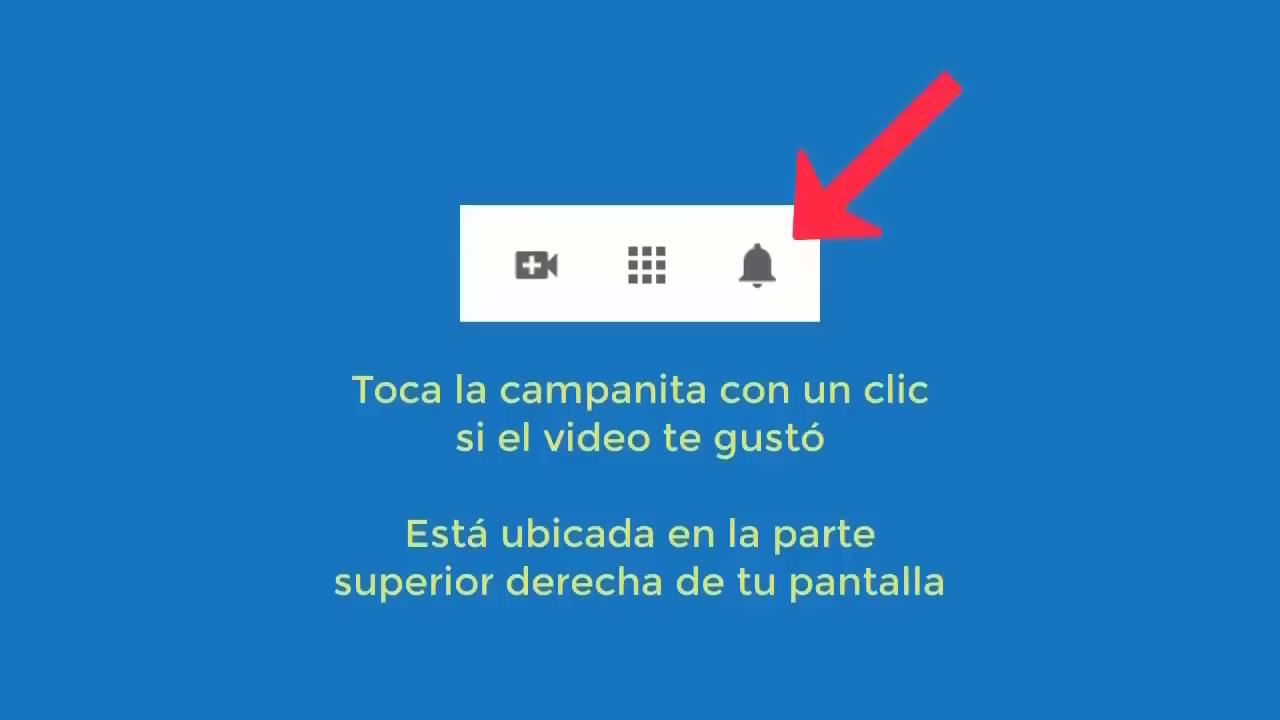 Toca la campanita con un clic
si el video te gustó
Está ubicada en la parte
superior derecha de tu pantalla